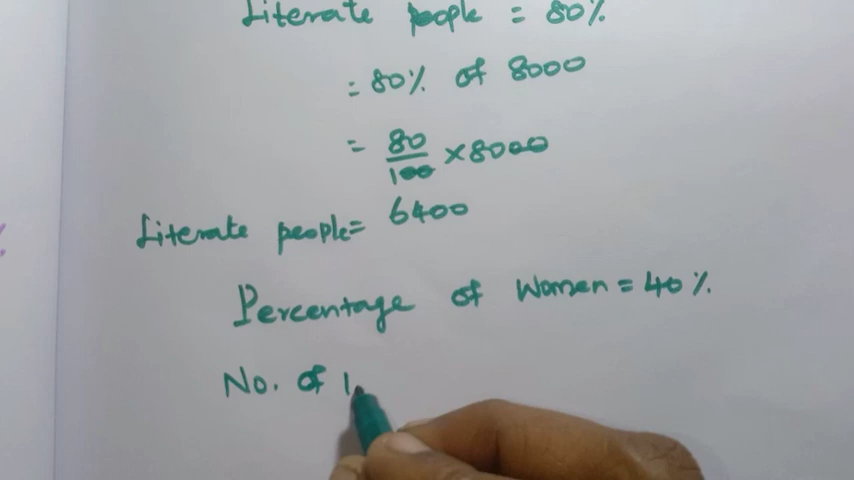 Literate people = 80%
= 80% of 8000
= 80/100 × 8000
Literate people = 6400
Percentage of Women = 40%.
No. of